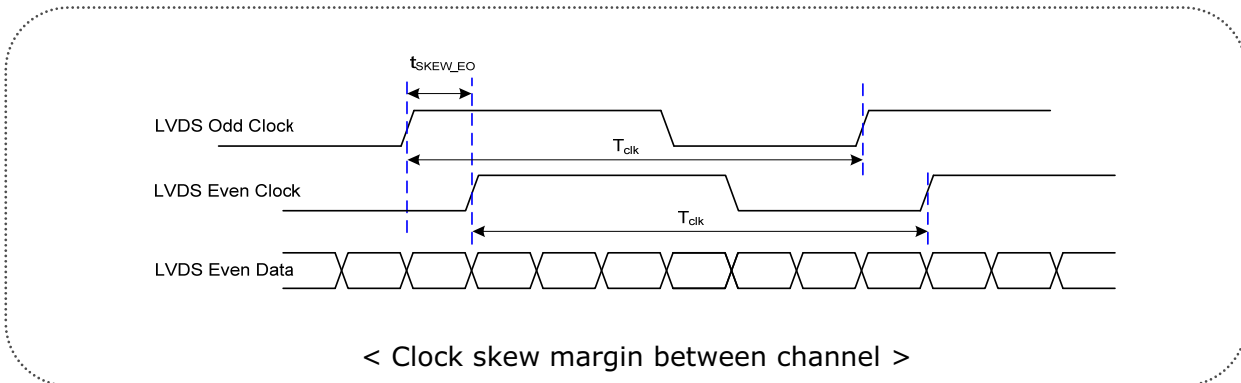 tSKEW_EO
LVDS Odd Clock
Tclk
LVDS Even Clock
Tclk
LVDS Even Data
< Clock skew margin between channel >